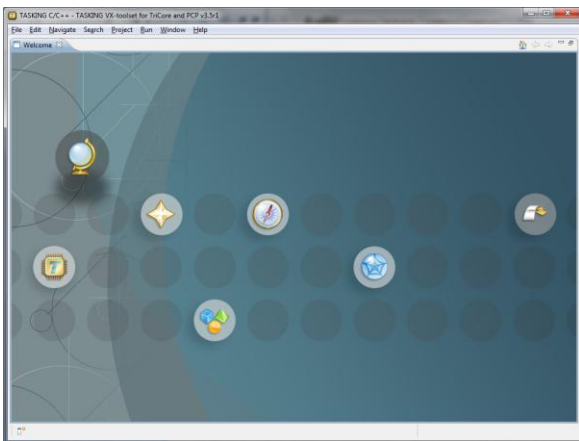 TASKING C/C++ - TASKING VX-toolset for TriCore and PCP v3.5r1
File Edit Navigate Search Project Run Window Help
Welcome